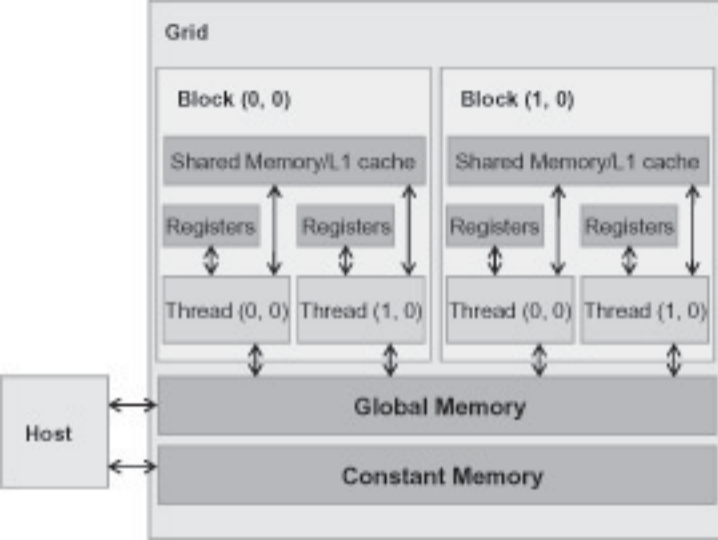 Grid
Block (0, 0)
Block (1, 0)
Shared Memory/L1 cache
Shared Memory/L1 cache
Registers
Registers
Registers
Registers
Thread (0, 0)
Thread (1, 0)
Thread (0, 0)
Thread (1, 0)
Host
Global Memory
Constant Memory